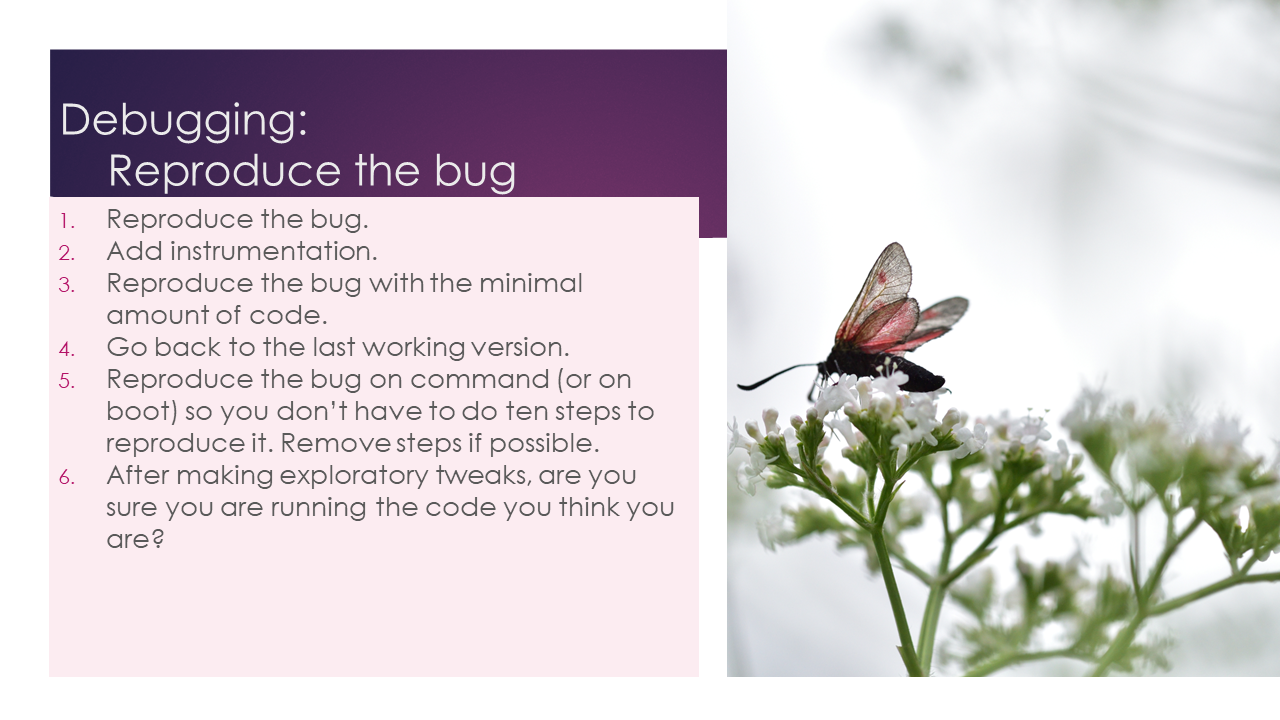 Debugging:
Reproduce the bug
1. Reproduce the bug.
2. Add instrumentation.
3. Reproduce the bug with the minimal
amount of code.
4. Go back to the last working version.
5. Reproduce the bug on command (or on
boot) so you don’t have to do ten steps to
reproduce it. Remove steps if possible.
6. After making exploratory tweaks, are you
sure you are running the code you think you
are?